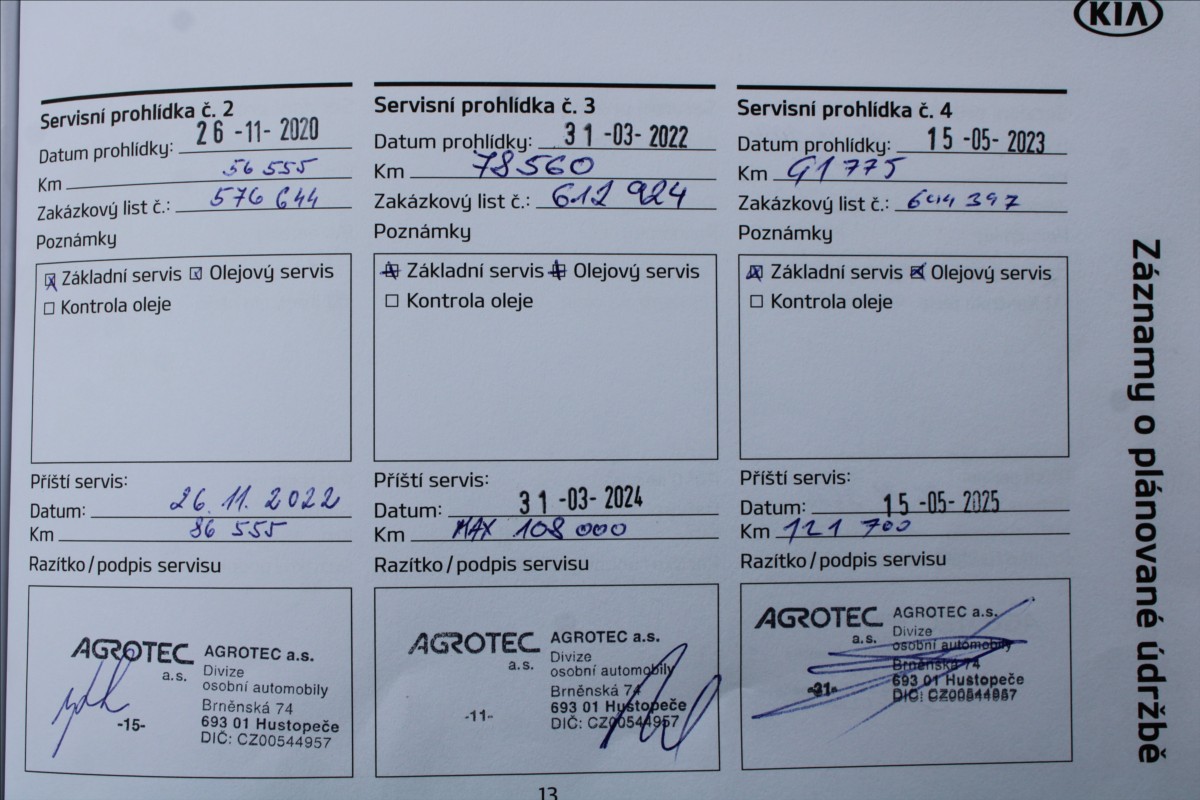 KIA
Servisní prohlídka č. 2
Datum prohlídky: 26 -11- 2020
Km 56 555
Zakázkový list č.: 576 644
Poznámky
Základní servis Olejový servis
Kontrola oleje
Příští servis:
Datum: 26. 11. 2022
Km 86 555
Razítko/podpis servisu
AGROTEC a.s.
AGROTEC a.s.
Divize
osobní automobily
Brněnská 74
693 01 Hustopeče
DIČ: CZ00544957
-15-
Servisní prohlídka č. 3
Datum prohlídky: 31 -03- 2022
Km 78560
Zakázkový list č.: 612 924
Poznámky
Základní servis Olejový servis
Kontrola oleje
Příští servis:
Datum: 31 -03- 2024
Km MAX 108 000
Razítko/podpis servisu
AGROTEC a.s.
AGROTEC a.s.
Divize
osobní automobily
Brněnská 74
693 01 Hustopeče
DIČ: CZ00544957
-11-
Servisní prohlídka č. 4
Datum prohlídky: 15 -05- 2023
Km 91 775
Zakázkový list č.: 644 397
Poznámky
Základní servis Olejový servis
Kontrola oleje
Příští servis:
Datum: 15 -05- 2025
Km 121 700
Razítko/podpis servisu
AGROTEC a.s.
AGROTEC a.s.
Divize
osobní automobily
Brněnská 74
693 01 Hustopeče
DIČ: CZ00544957
-21-
Záznamy o plánované údržbě
13